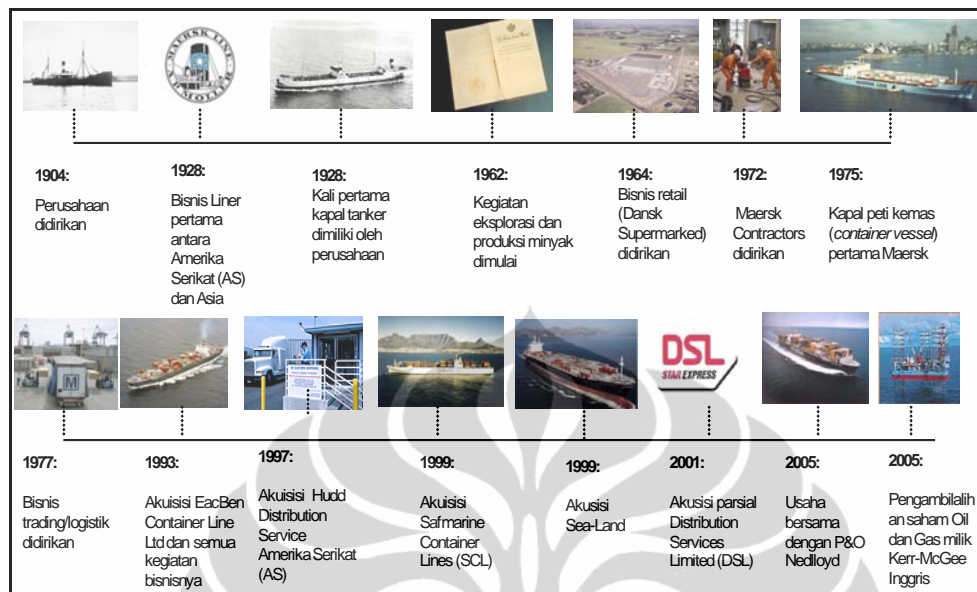 MAERSK LINE
MOLLER
1904:
Perusahaan
didirikan
1928:
Bisnis Liner
pertama
antara
Amerika
Serikat (AS)
dan Asia
1928:
Kali pertama
kapal tanker
dimiliki oleh
perusahaan
1962:
Kegiatan
eksplorasi dan
produksi minyak
dimulai
1964:
Bisnis retail
(Dansk
Supermarked)
didirikan
1972:
Maersk
Contractors
didirikan
1975:
Kapal peti kemas
(container vessel)
pertama Maersk
M
DSL
STAR EXPRESS
1977:
Bisnis
trading/logistik
didirikan
1993:
Akuisisi EacBen
Container Line
Ltd dan semua
kegiatan
bisnisnya
1997:
Akuisisi Hudd
Distribution
Service
Amerika Serikat
(AS)
1999:
Akuisisi
Safmarine
Container
Lines (SCL)
1999:
Akusisi
Sea-Land
2001:
Akusisi parsial
Distribution
Services
Limited (DSL)
2005:
Usaha
bersama
dengan P&O
Nedlloyd
2005:
Pengambilalih
an saham Oil
dan Gas milik
Kerr-McGee
Inggris